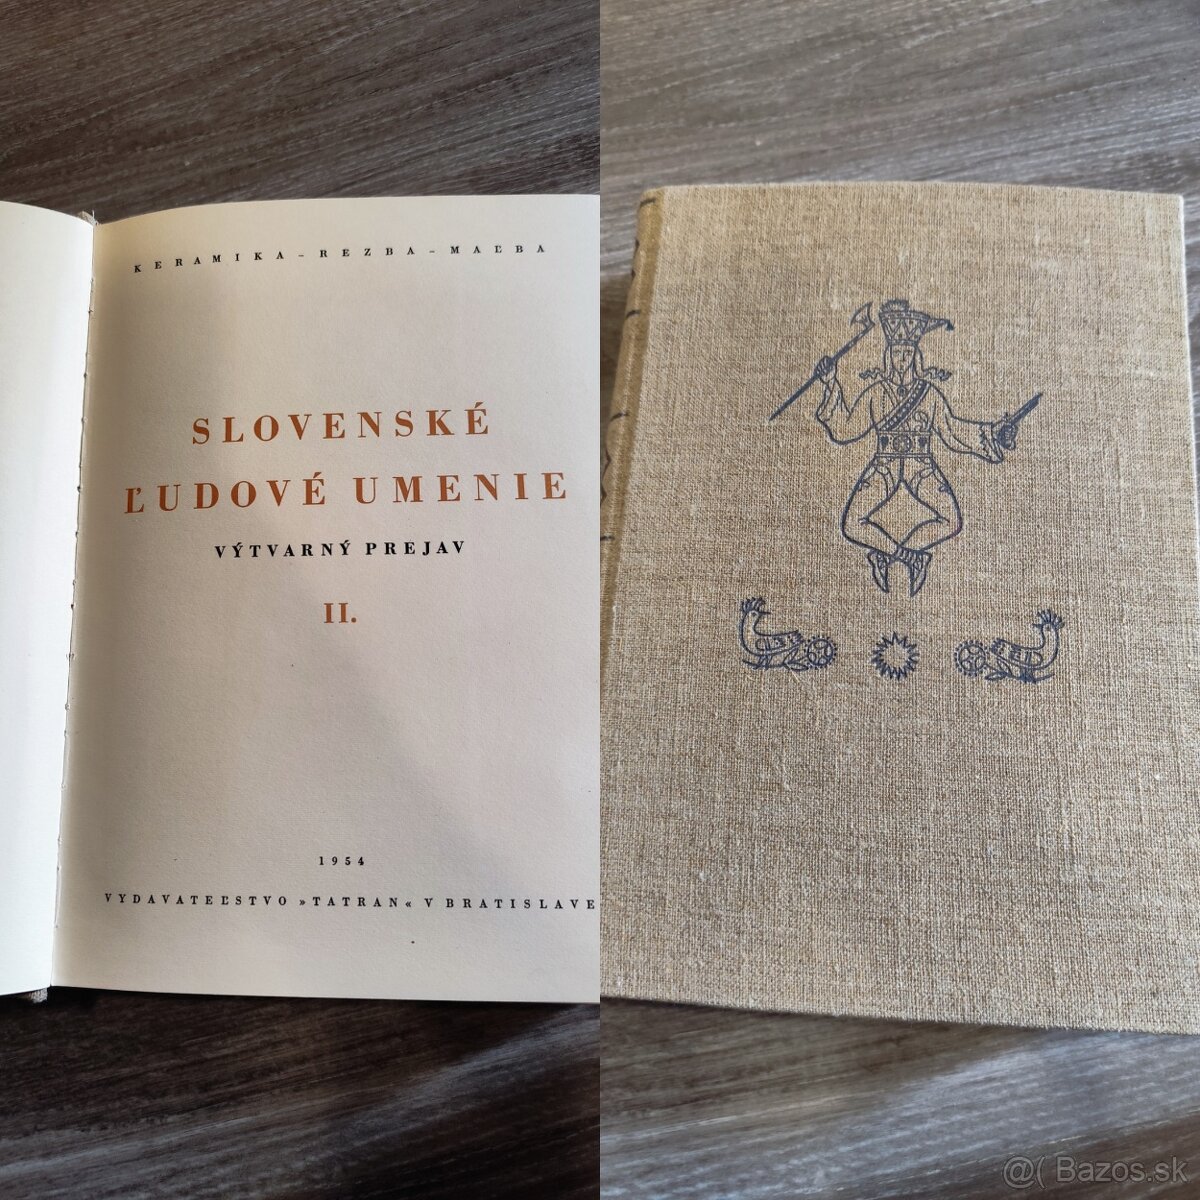 KERAMIKA - REZBA - MAĽBA
SLOVENSKÉ
ĽUDOVÉ UMENIE
VÝTVARNÝ PREJAV
II.
1954
VYDAVATEĽSTVO »TATRAN« V BRATISLAVE
@( Bazos.sk